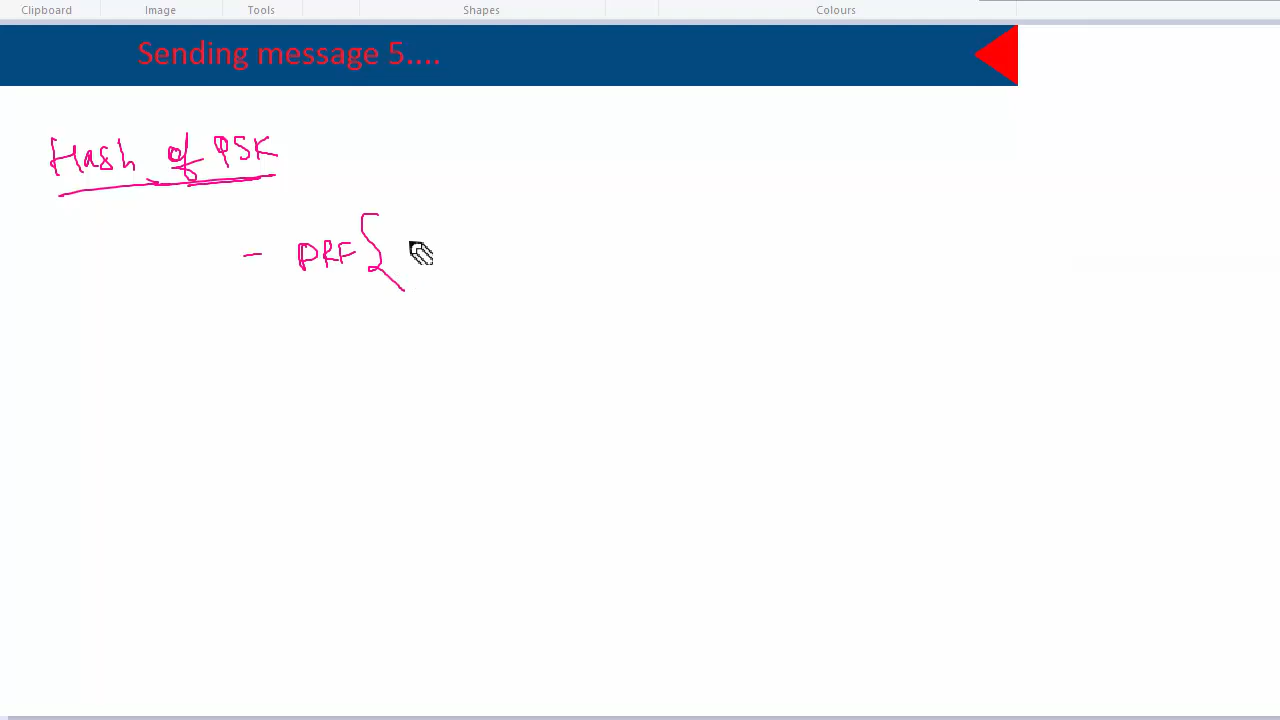 Clipboard Image Tools Shapes Colours
Sending message 5....
Hash of PSK
- PRF {